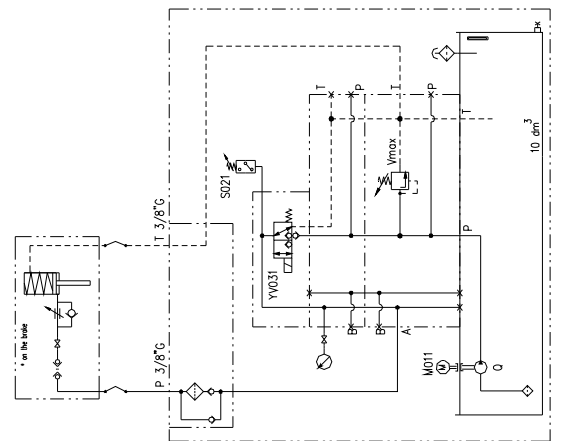 T
P
T
P
T
10 dm³
Vmax
S021
T 3/8"G
YV031
P
* on the brake
B
B
A
P 3/8"G
M011
M
Q